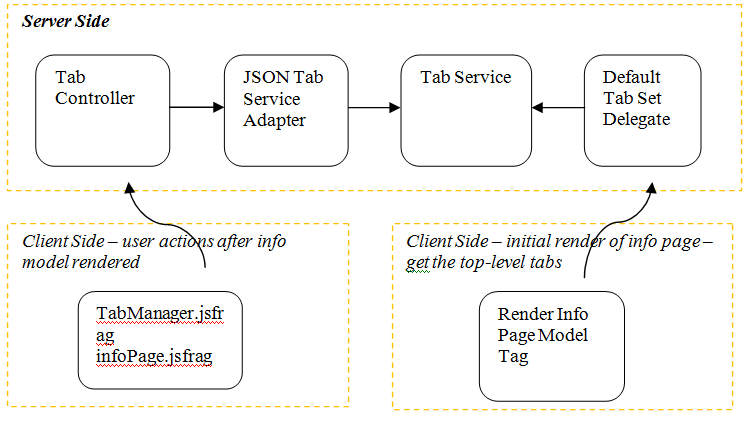 Server Side
Tab
Controller
JSON Tab
Service
Adapter
Tab Service
Default
Tab Set
Delegate
Client Side – user actions after info
model rendered
TabManager.jsfr
ag
infoPage.jsfrag
Client Side – initial render of info page –
get the top-level tabs
Render Info
Page Model
Tag